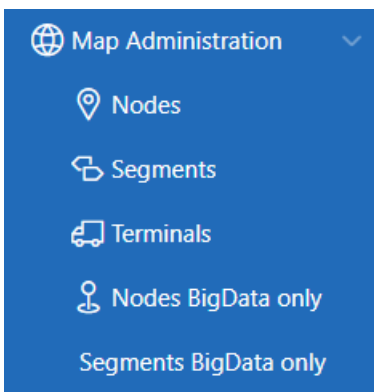 Map Administration
Nodes
Segments
Terminals
Nodes BigData only
Segments BigData only